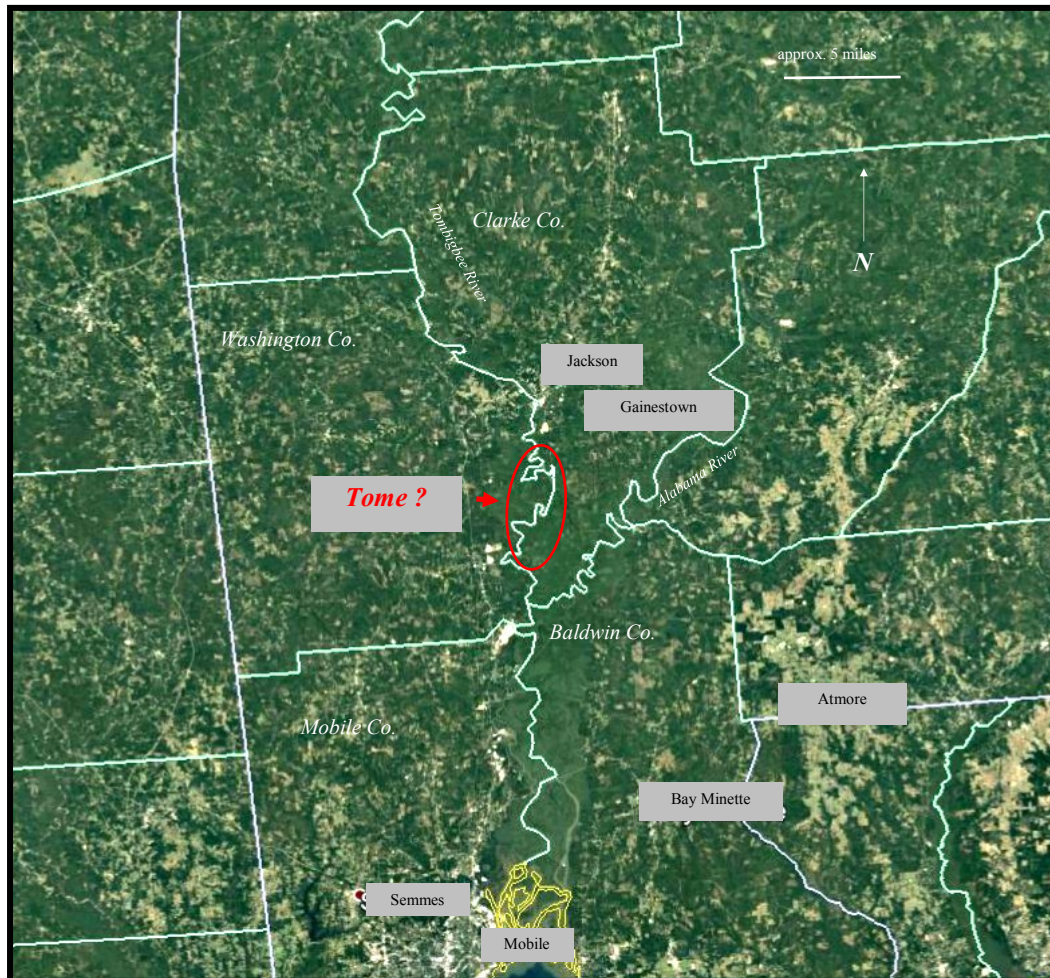 approx. 5 miles
Clarke Co.
Tombigbee River
N
Washington Co.
Jackson
Gainestown
Alabama River
Tome ?
Baldwin Co.
Atmore
Mobile Co.
Bay Minette
Semmes
Mobile